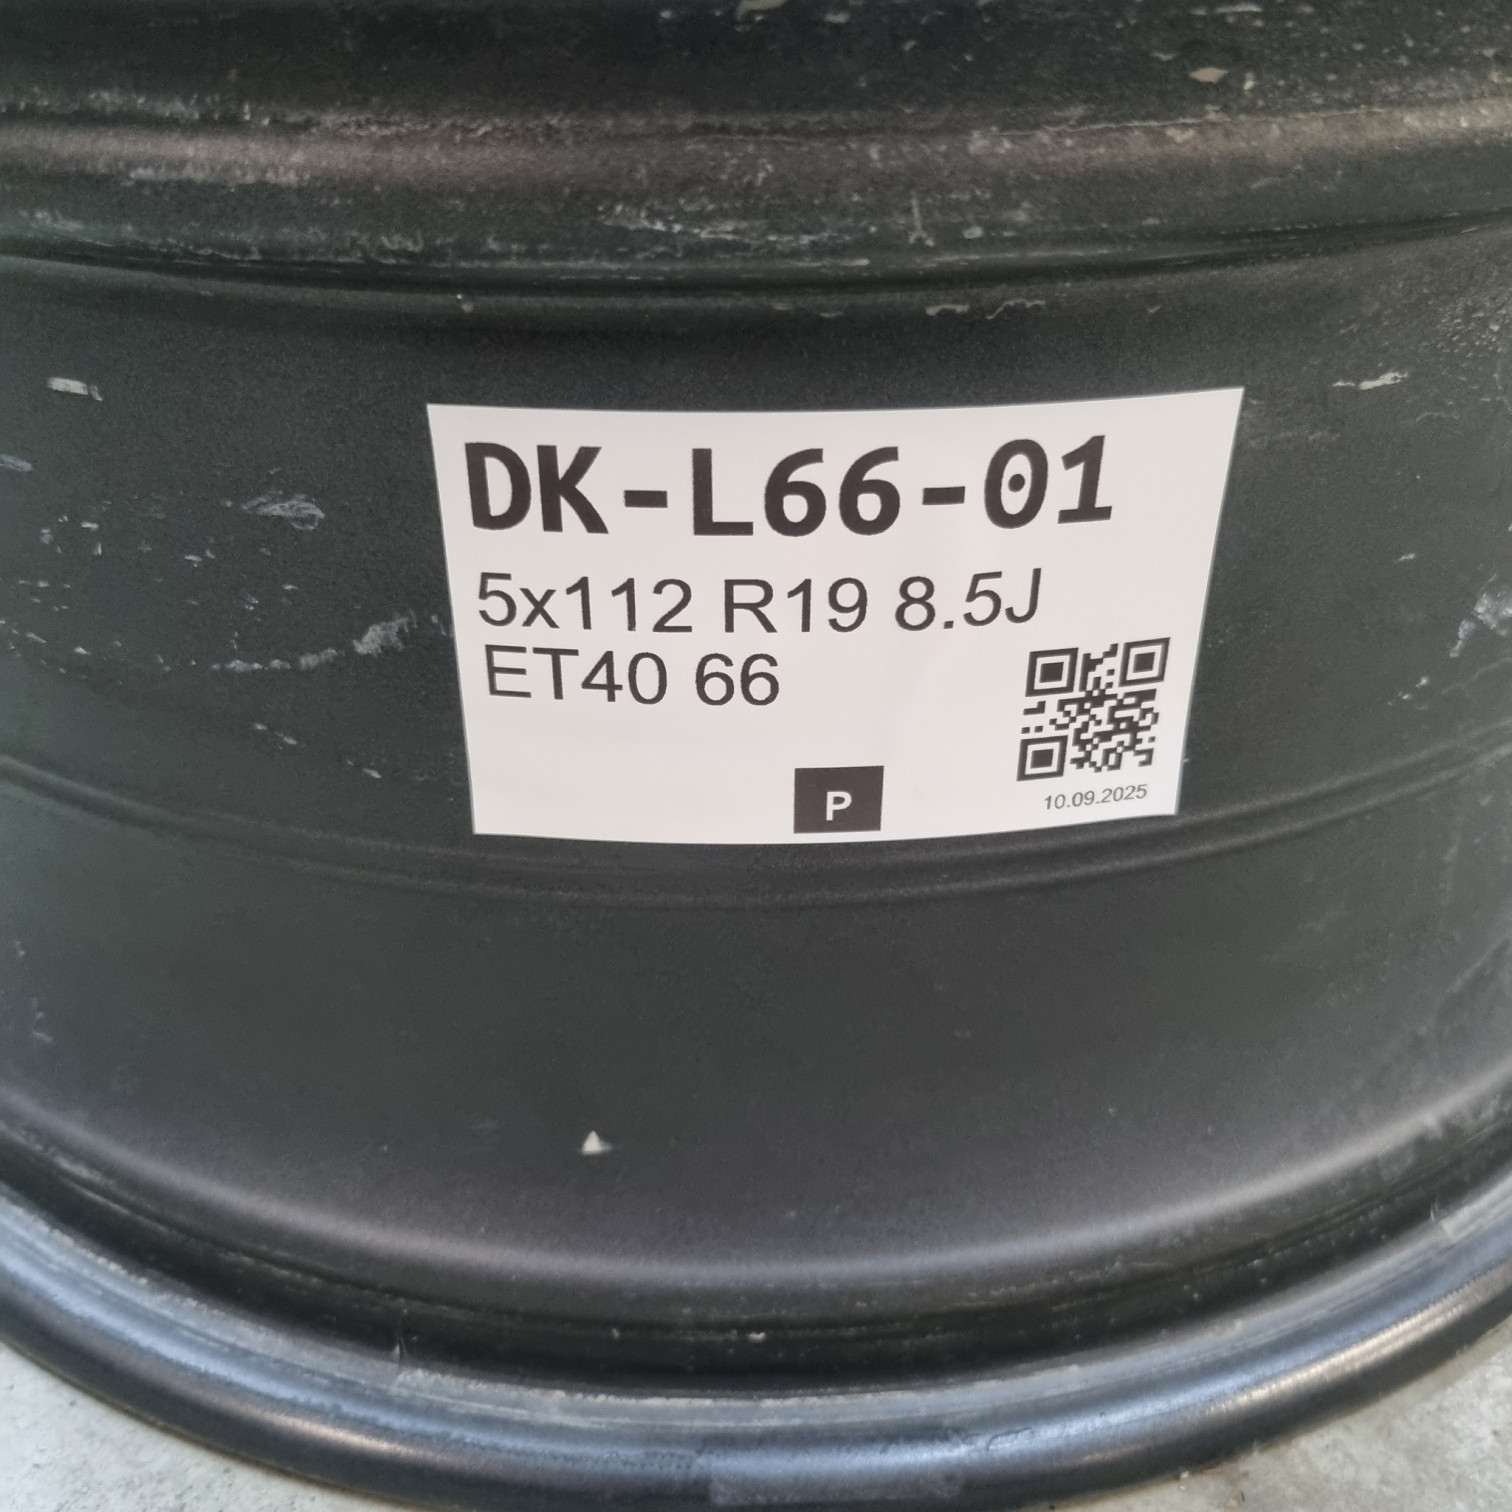 DK-L66-01
5x112 R19 8.5J
ET40 66
P
10.09.2025